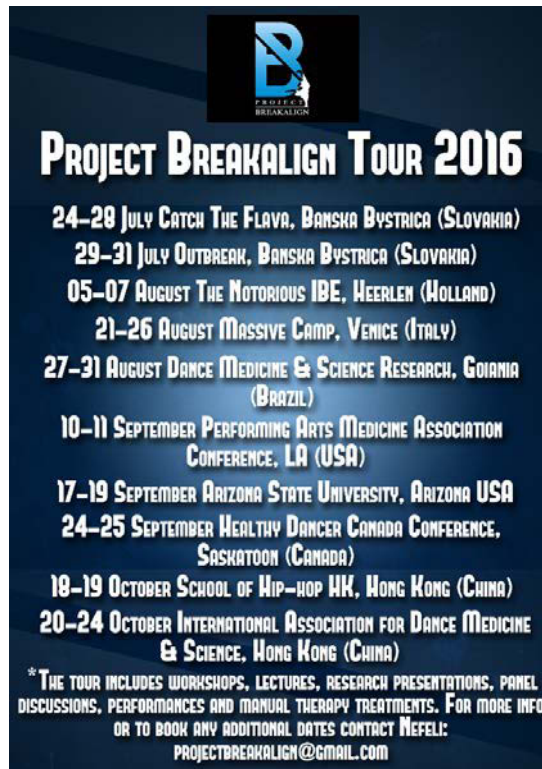 B
PROJECT
BREAKALIGN
Project Breakalign Tour 2016
24-28 July Catch The Flava, Banska Bystrica (Slovakia)
29-31 July Outbreak, Banska Bystrica (Slovakia)
05-07 August The Notorious IBE, Heerlen (Holland)
21-26 August Massive Camp, Venice (Italy)
27-31 August Dance Medicine & Science Research, Goiania
(Brazil)
10-11 September Performing Arts Medicine Association
Conference, LA (USA)
17-19 September Arizona State University, Arizona USA
24-25 September Healthy Dancer Canada Conference,
Saskatoon (Canada)
18-19 October School of Hip-hop HK, Hong Kong (China)
20-24 October International Association for Dance Medicine
& Science, Hong Kong (China)
*The tour includes workshops, lectures, research presentations, panel
discussions, performances and manual therapy treatments. For more info
or to book any additional dates contact Nefeli:
projectbreakalign@gmail.com